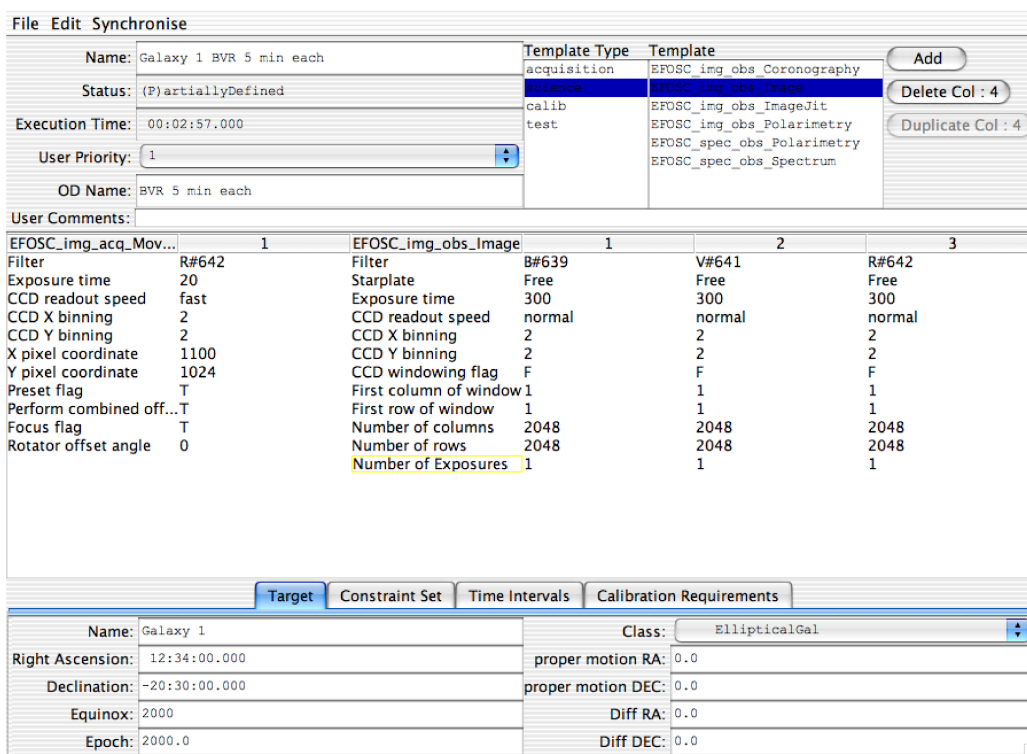 File Edit Synchronise
Name: Galaxy 1 BVR 5 min each
Status: (P)artiallyDefined
Execution Time: 00:02:57.000
User Priority: 1
OD Name: BVR 5 min each
User Comments:
Template Type Template
acquisition EFOSC_img_obs_Coronography
science EFOSC_img_obs_Image
calib EFOSC_img_obs_ImageJit
test EFOSC_img_obs_Polarimetry
EFOSC_spec_obs_Polarimetry
EFOSC_spec_obs_Spectrum
Add
Delete Col : 4
Duplicate Col : 4
EFOSC_img_acq_Mov... 1 EFOSC_img_obs_Image 1 2 3
Filter R#642 Filter B#639 V#641 R#642
Exposure time 20 Starplate Free Free Free
CCD readout speed fast Exposure time 300 300 300
CCD X binning 2 CCD readout speed normal normal normal
CCD Y binning 2 CCD X binning 2 2 2
X pixel coordinate 1100 CCD Y binning 2 2 2
Y pixel coordinate 1024 CCD windowing flag F F F
Preset flag T First column of window 1 1 1
Perform combined off... T First row of window 1 1 1
Focus flag T Number of columns 2048 2048 2048
Rotator offset angle 0 Number of rows 2048 2048 2048
Number of Exposures 1 1 1
Target Constraint Set Time Intervals Calibration Requirements
Name: Galaxy 1 Class: EllipticalGal
Right Ascension: 12:34:00.000 proper motion RA: 0.0
Declination: -20:30:00.000 proper motion DEC: 0.0
Equinox: 2000 Diff RA: 0.0
Epoch: 2000.0 Diff DEC: 0.0